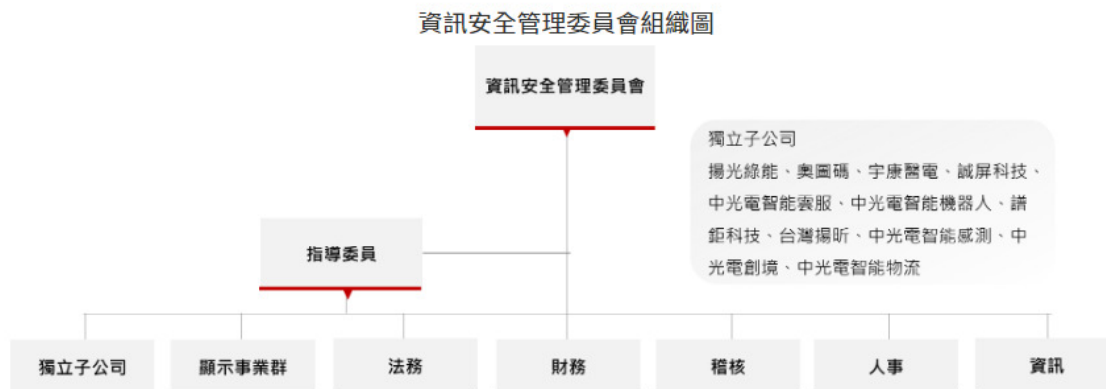 資訊安全管理委員會組織圖
資訊安全管理委員會
獨立子公司
揚光綠能、奧圖碼、宇康醫電、誠屏科技、
中光電智能雲服、中光電智能機器人、譜
鉅科技、台灣揚昕、中光電智能感測、中
光電創境、中光電智能物流
指導委員
獨立子公司
顯示事業群
法務
財務
稽核
人事
資訊